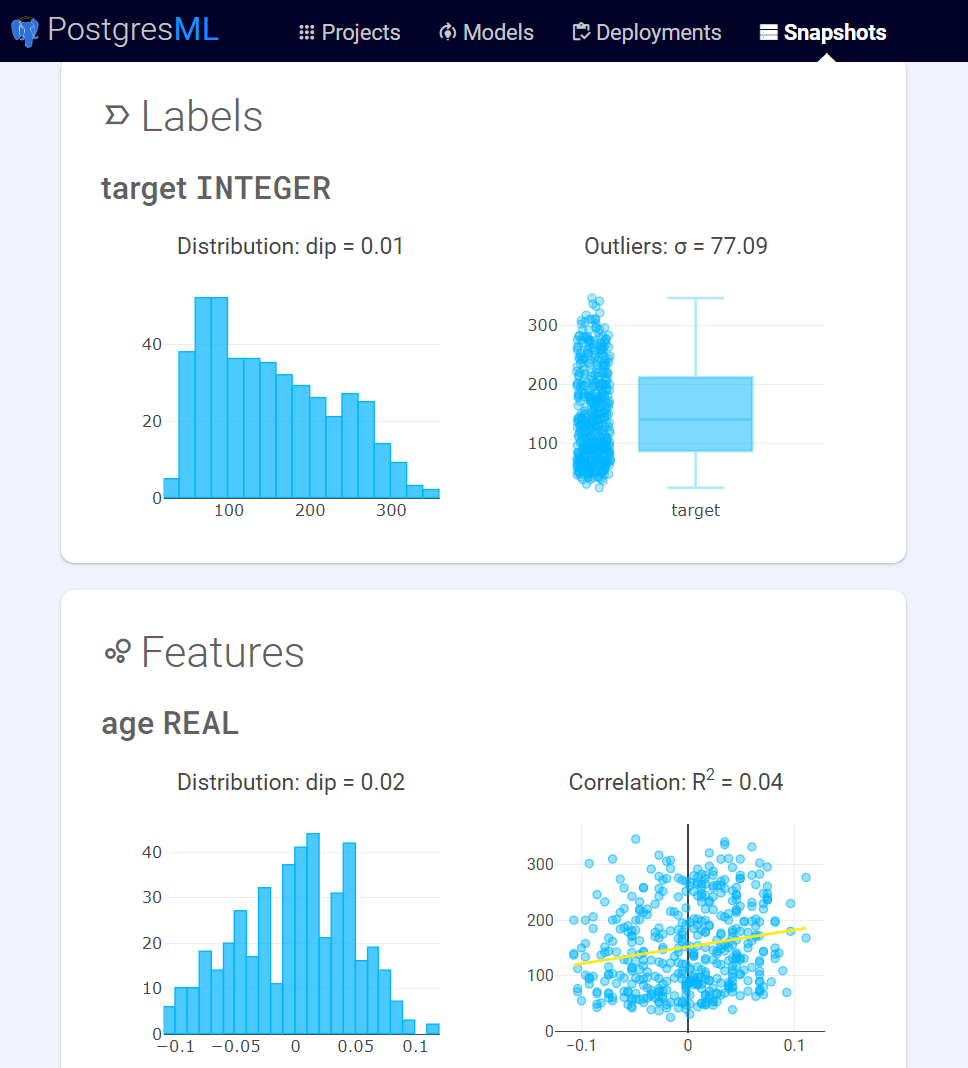 PostgresML Projects Models Deployments Snapshots
Labels
target INTEGER
Distribution: dip = 0.01 Outliers: σ = 77.09
40
20
0
100 200 300
300
200
100
target
Features
age REAL
Distribution: dip = 0.02 Correlation: R² = 0.04
40
30
20
10
0
−0.1 −0.05 0 0.05 0.1
300
200
100
0
−0.1 0 0.1